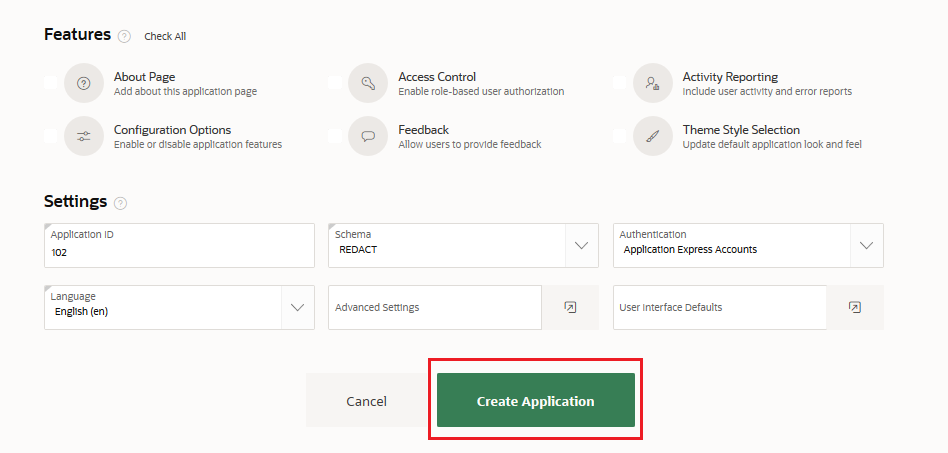 Features ? Check All
About Page
Add about this application page
Access Control
Enable role-based user authorization
Activity Reporting
Include user activity and error reports
Configuration Options
Enable or disable application features
Feedback
Allow users to provide feedback
Theme Style Selection
Update default application look and feel
Settings ?
Application ID
102
Schema
REDACT
Authentication
Application Express Accounts
Language
English (en)
Advanced Settings
User Interface Defaults
Cancel
Create Application